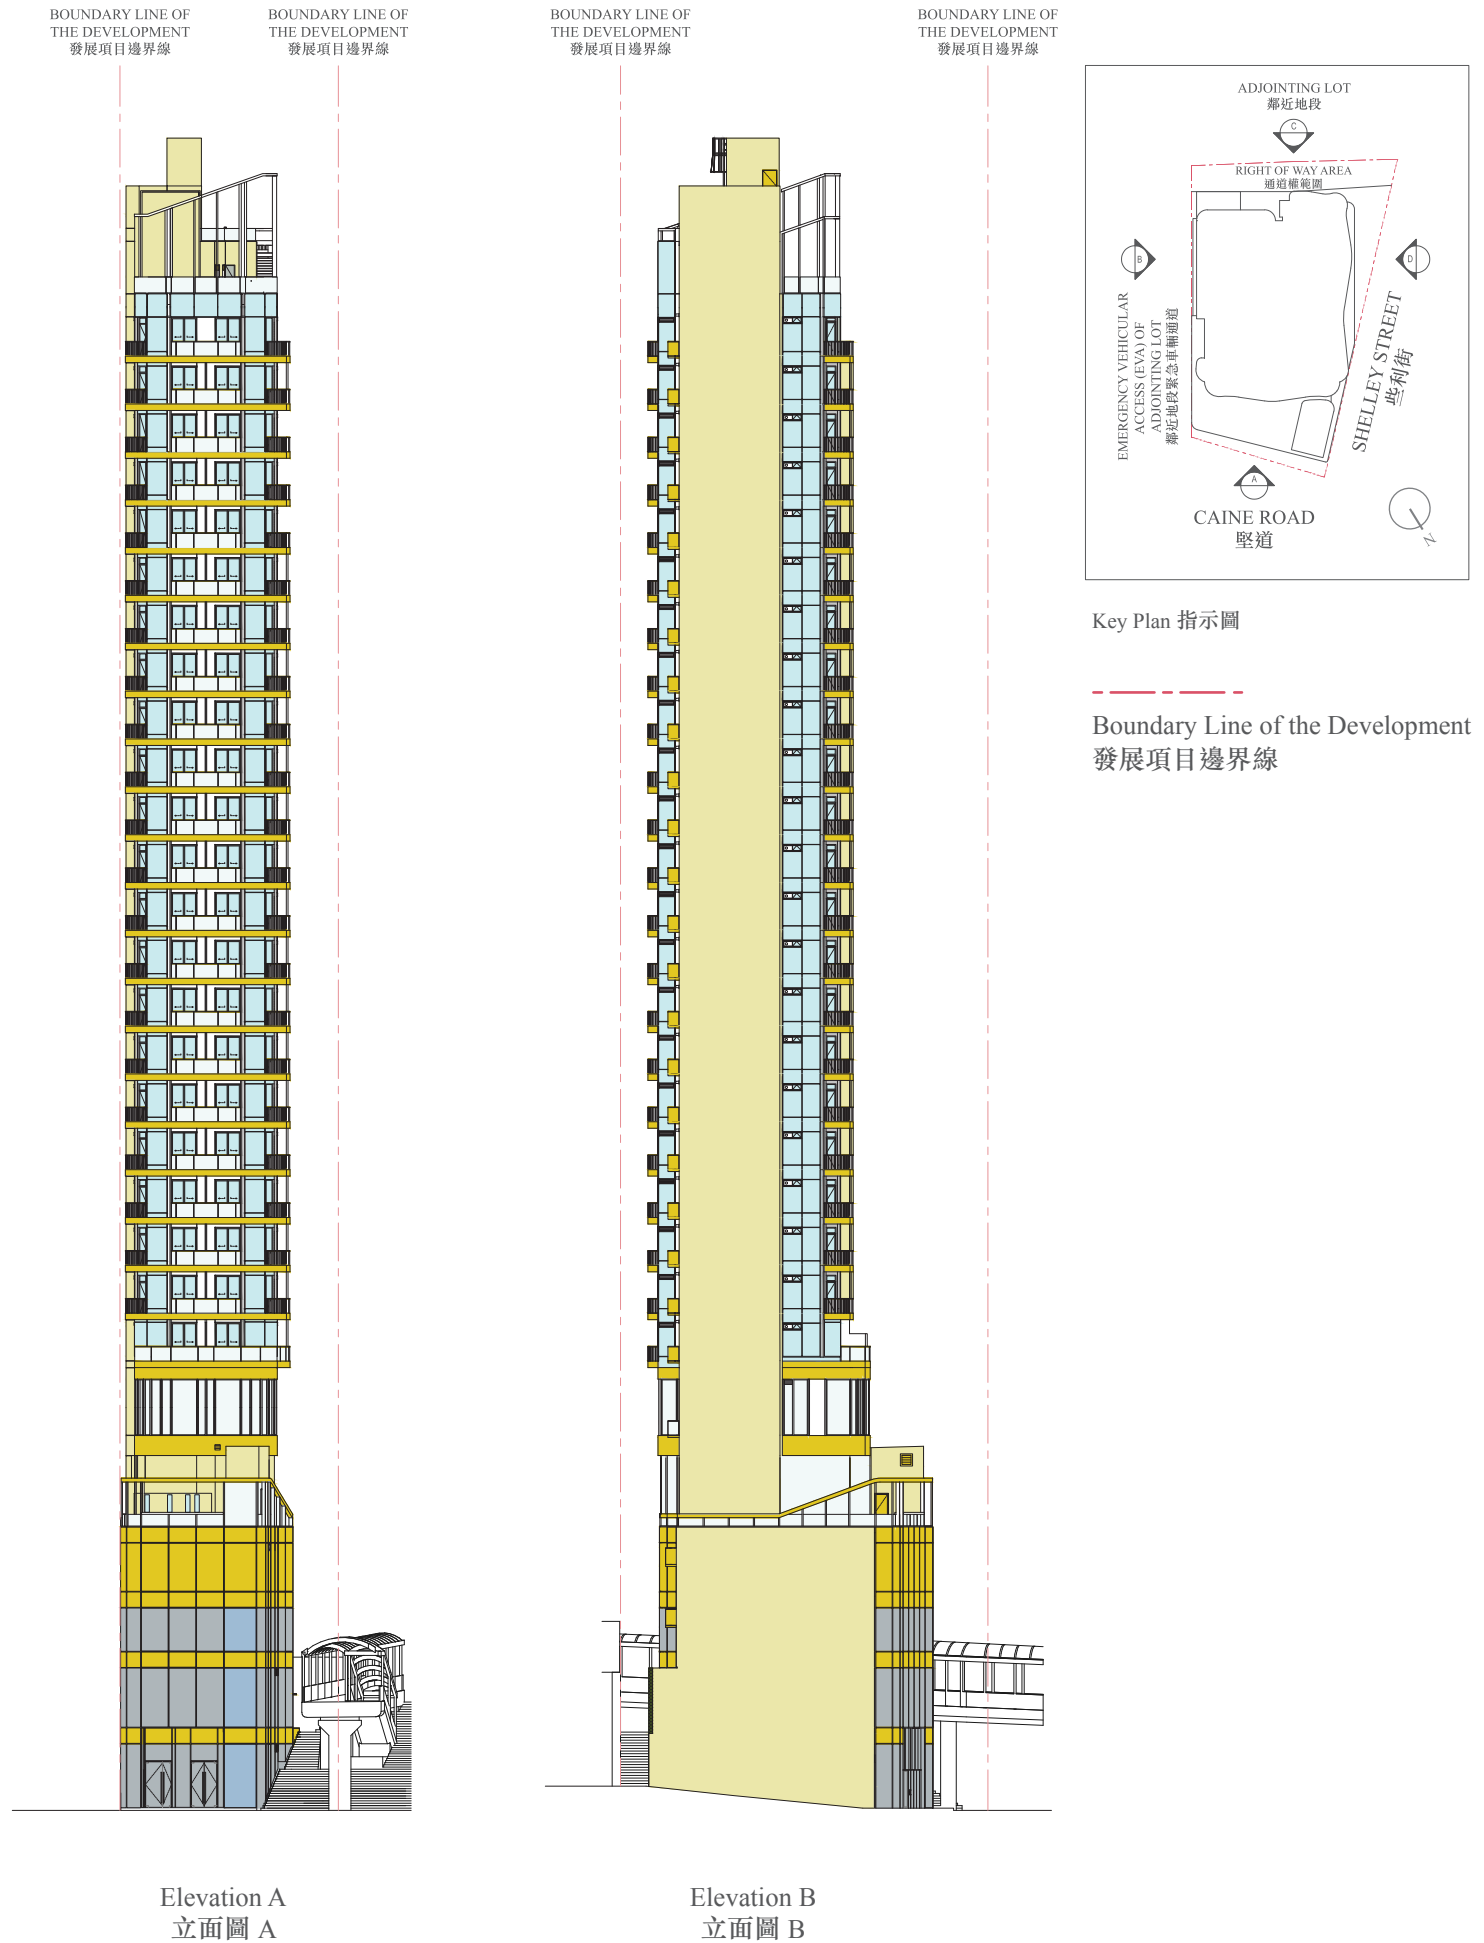 BOUNDARY LINE OF
THE DEVELOPMENT
發展項目邊界線
BOUNDARY LINE OF
THE DEVELOPMENT
發展項目邊界線
BOUNDARY LINE OF
THE DEVELOPMENT
發展項目邊界線
BOUNDARY LINE OF
THE DEVELOPMENT
發展項目邊界線
ADJOINTING LOT
鄰近地段
C
RIGHT OF WAY AREA
通道權範圍
B
D
EMERGENCY VEHICULAR
ACCESS (EVA) OF
ADJOINTING LOT
鄰近地段緊急車輛通道
SHELLEY STREET
些利街
A
CAINE ROAD
堅道
N
Key Plan 指示圖
Boundary Line of the Development
發展項目邊界線
Elevation A
立面圖 A
Elevation B
立面圖 B